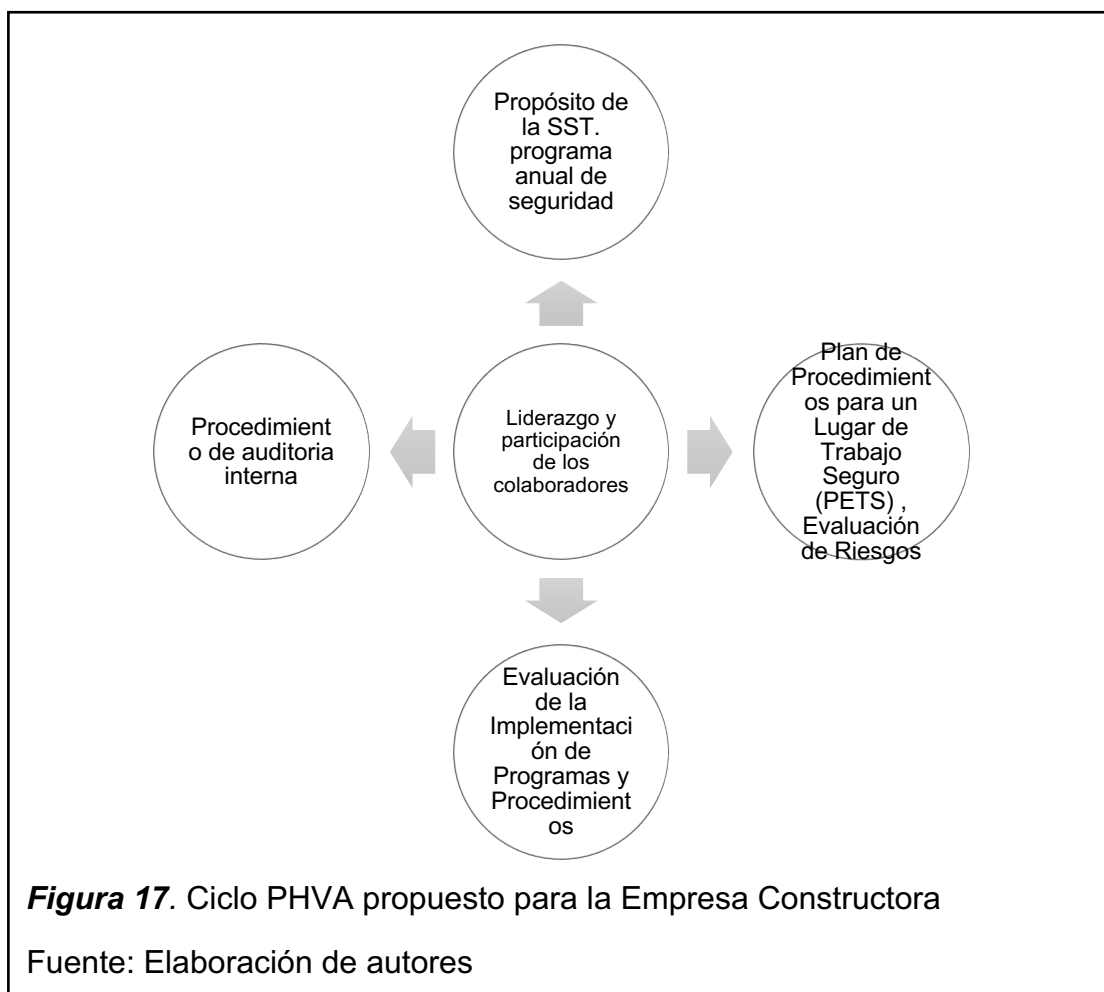 Propósito de
la SST.
programa
anual de
seguridad
Procedimient
o de auditoria
interna
Liderazgo y
participación
de los
colaboradores
Plan de
Procedimient
os para un
Lugar de
Trabajo
Seguro
(PETS) ,
Evaluación
de Riesgos
Evaluación
de la
Implementaci
ón de
Programas y
Procedimient
os
Figura 17. Ciclo PHVA propuesto para la Empresa Constructora
Fuente: Elaboración de autores